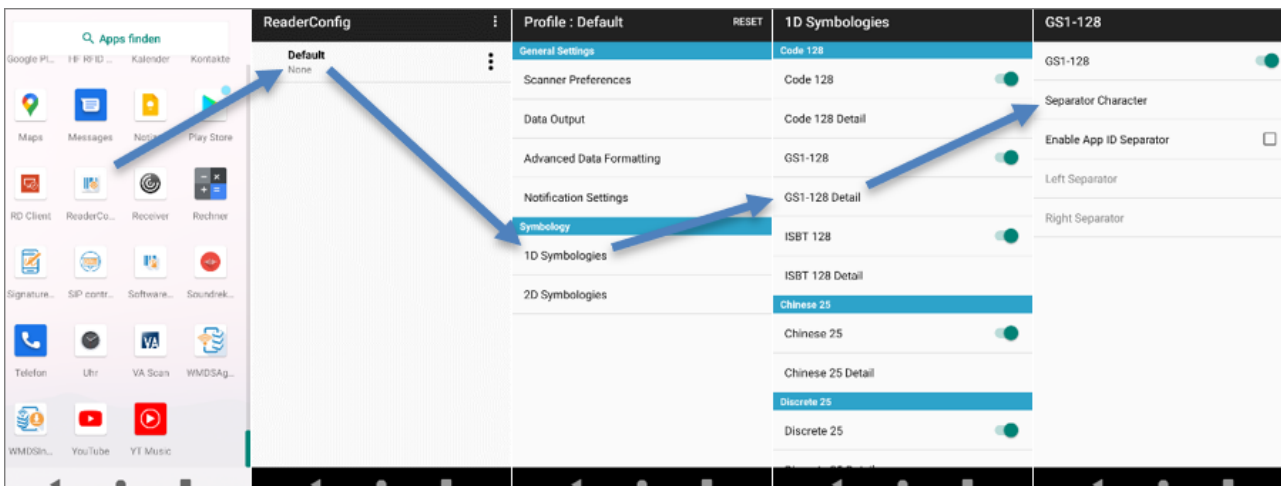 Apps finden
Google Pl... HF RFID ... Kalender Kontakte
Maps Messages Notizen Play Store
RD Client ReaderCo... Receiver Rechner
Signature... SIP contr... Software... Soundrek...
Telefon Uhr VA Scan WMDSAg...
VA
WMDSIn... YouTube YT Music
ReaderConfig
Default
None
Profile : Default RESET
General Settings
Scanner Preferences
Data Output
Advanced Data Formatting
Notification Settings
Symbology
1D Symbologies
2D Symbologies
1D Symbologies
Code 128
Code 128
Code 128 Detail
GS1-128
GS1-128 Detail
ISBT 128
ISBT 128 Detail
Chinese 25
Chinese 25
Chinese 25 Detail
Discrete 25
Discrete 25
GS1-128
GS1-128
Separator Character
Enable App ID Separator
Left Separator
Right Separator